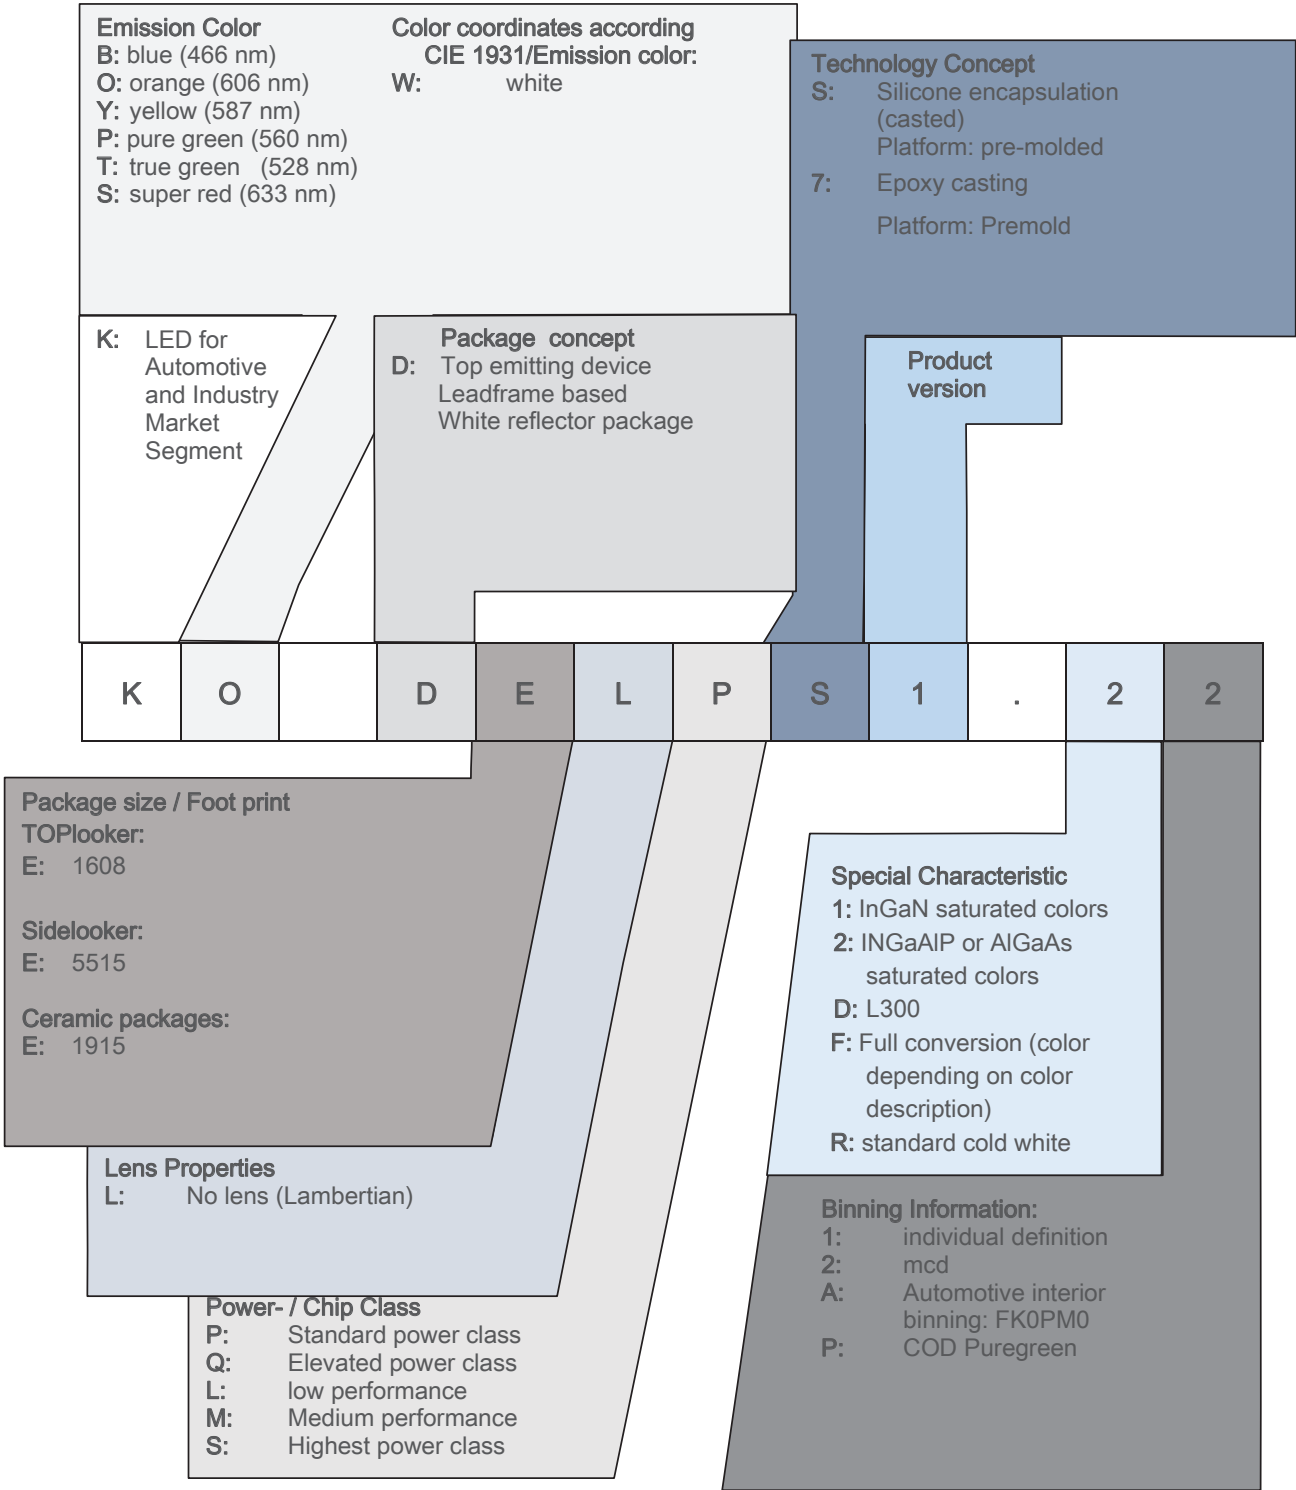 Emission Color
B: blue (466 nm)
O: orange (606 nm)
Y: yellow (587 nm)
P: pure green (560 nm)
T: true green (528 nm)
S: super red (633 nm)
Color coordinates according
CIE 1931/Emission color:
W: white
Technology Concept
S: Silicone encapsulation
(casted)
Platform: pre-molded
7: Epoxy casting
Platform: Premold
K: LED for
Automotive
and Industry
Market
Segment
Package concept
D: Top emitting device
Leadframe based
White reflector package
Product
version
K O D E L P S 1 . 2 2
Package size / Foot print
TOPlooker:
E: 1608
Sidelooker:
E: 5515
Ceramic packages:
E: 1915
Special Characteristic
1: InGaN saturated colors
2: INGaAlP or AlGaAs
saturated colors
D: L300
F: Full conversion (color
depending on color
description)
R: standard cold white
Lens Properties
L: No lens (Lambertian)
Binning Information:
1: individual definition
2: mcd
A: Automotive interior
binning: FK0PM0
P: COD Puregreen
Power- / Chip Class
P: Standard power class
Q: Elevated power class
L: low performance
M: Medium performance
S: Highest power class